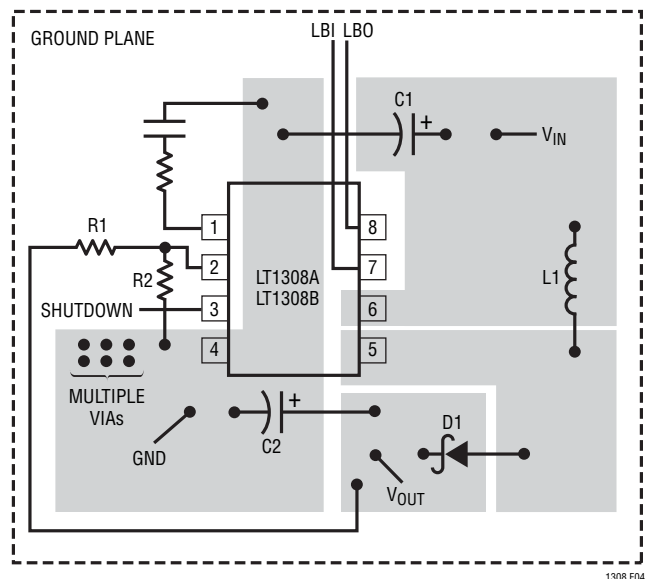 GROUND PLANE
LBI LBO
C1
+
V_IN
R1
1
8
2
7
R2
LT1308A
LT1308B
L1
SHUTDOWN
3
6
4
5
MULTIPLE
VIAs
+
D1
C2
GND
V_OUT
1308 F04